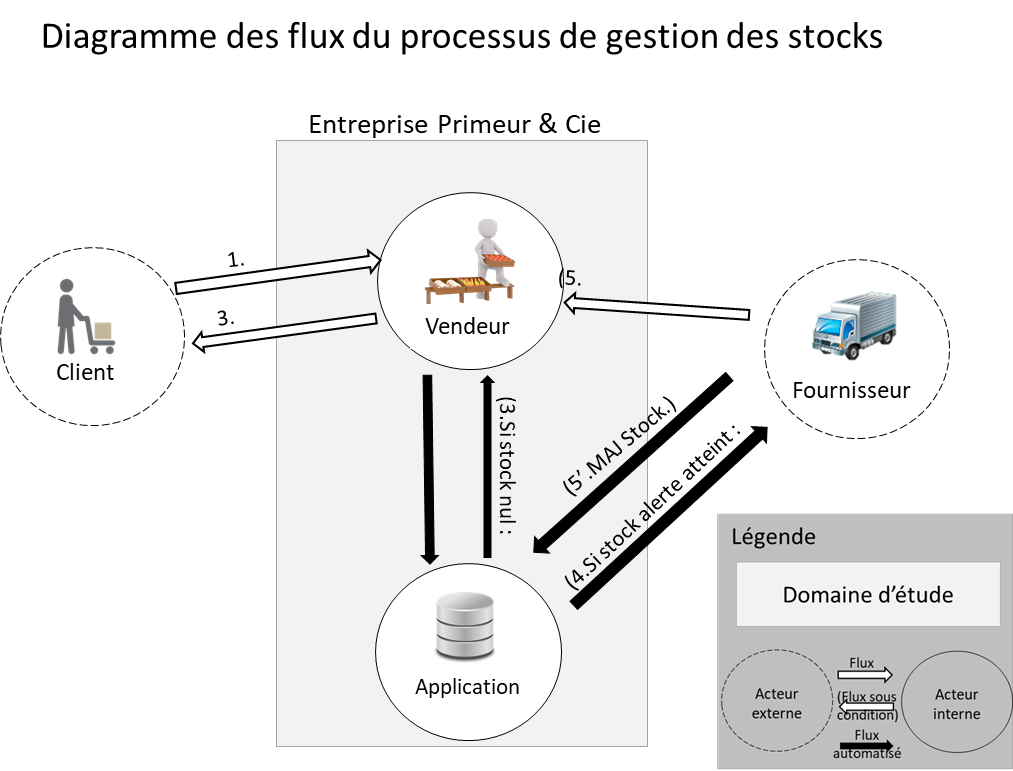 Diagramme des flux du processus de gestion des stocks
Entreprise Primeur & Cie
1.
3.
(5.
Client
Vendeur
Fournisseur
(3.Si stock nul :
(5’.MAJ Stock.)
(4.Si stock alerte atteint :
Application
Légende
Domaine d’étude
Acteur
externe
Flux
(Flux sous
condition)
Flux
automatisé
Acteur
interne